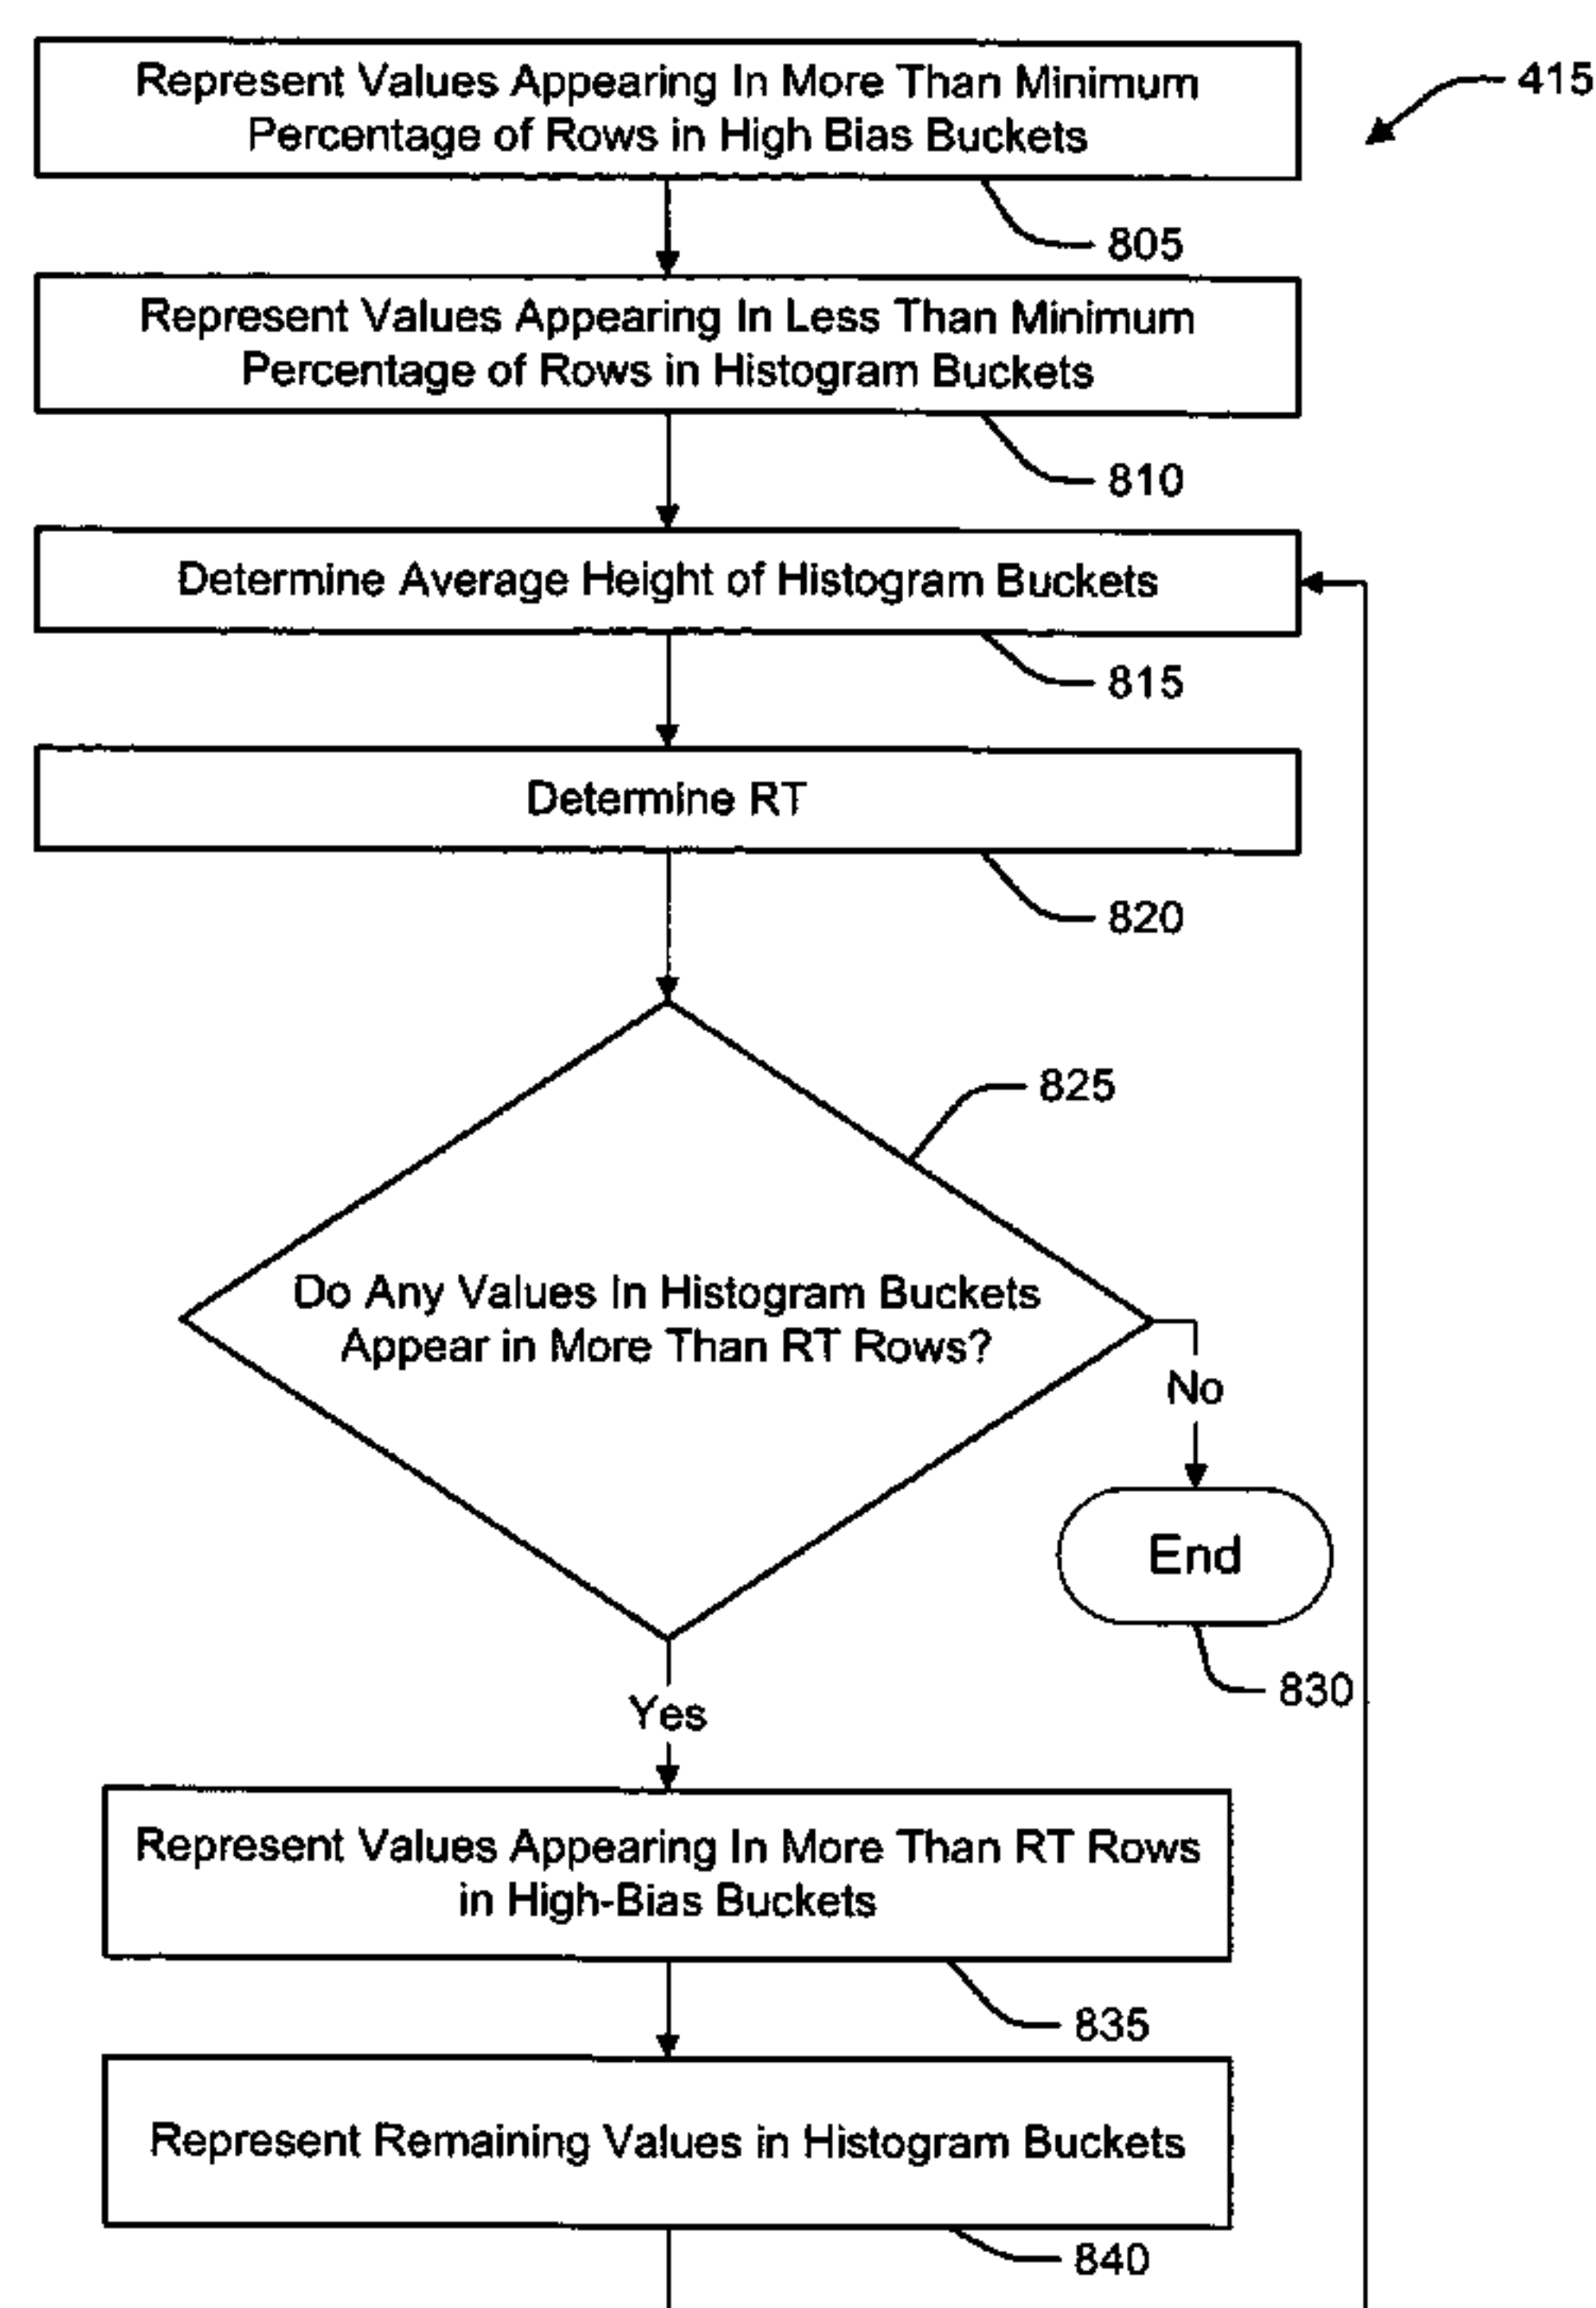 Represent Values Appearing In More Than Minimum
Percentage of Rows in High Bias Buckets
415
805
Represent Values Appearing In Less Than Minimum
Percentage of Rows in Histogram Buckets
810
Determine Average Height of Histogram Buckets
815
Determine RT
820
825
Do Any Values In Histogram Buckets
Appear in More Than RT Rows?
No
End
830
Yes
Represent Values Appearing In More Than RT Rows
in High-Bias Buckets
835
Represent Remaining Values in Histogram Buckets
840